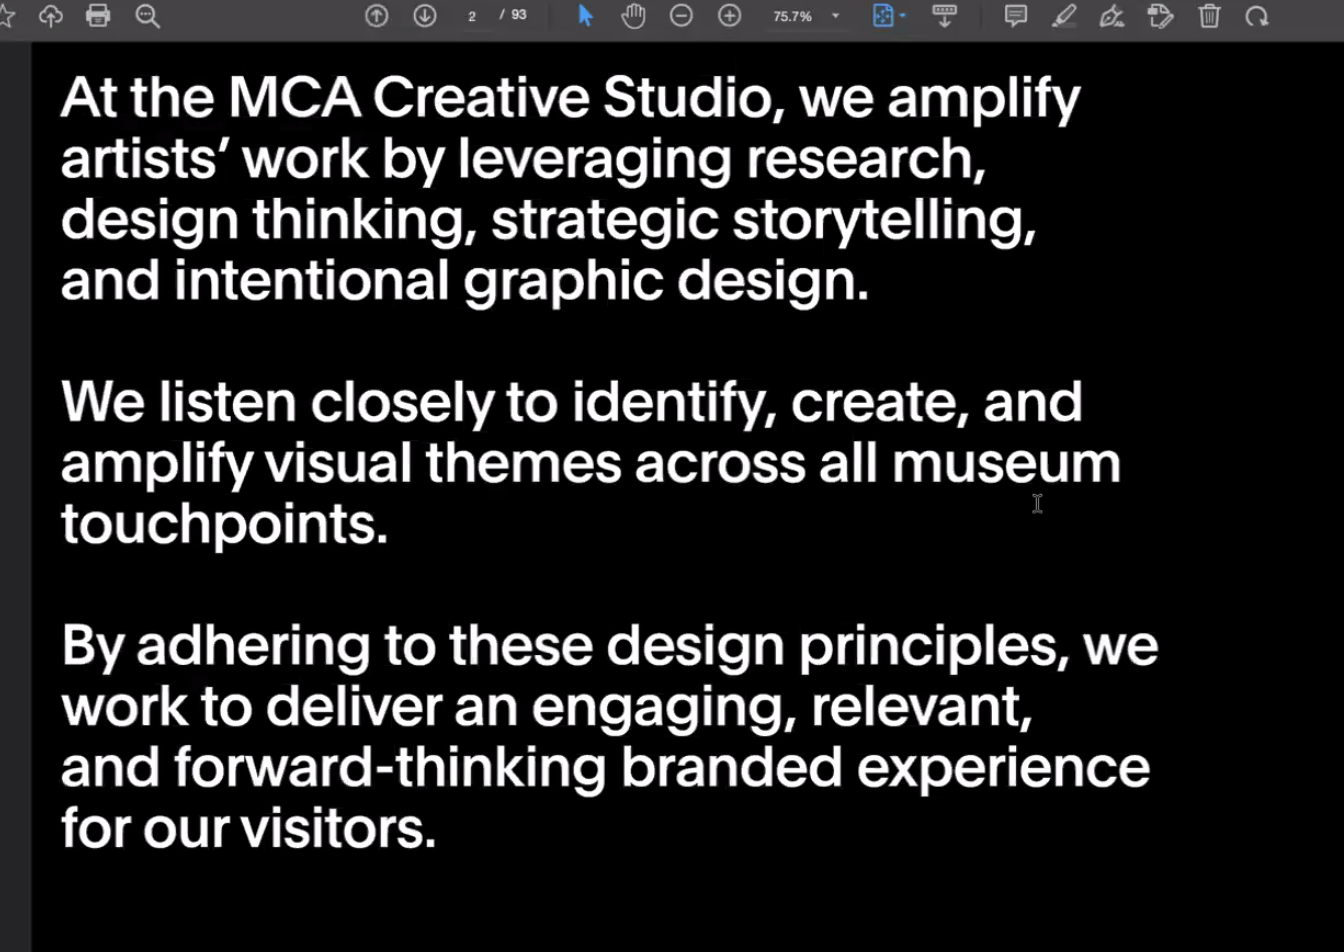 2 / 93 75.7%
At the MCA Creative Studio, we amplify
artists’ work by leveraging research,
design thinking, strategic storytelling,
and intentional graphic design.
We listen closely to identify, create, and
amplify visual themes across all museum
touchpoints.
By adhering to these design principles, we
work to deliver an engaging, relevant,
and forward-thinking branded experience
for our visitors.